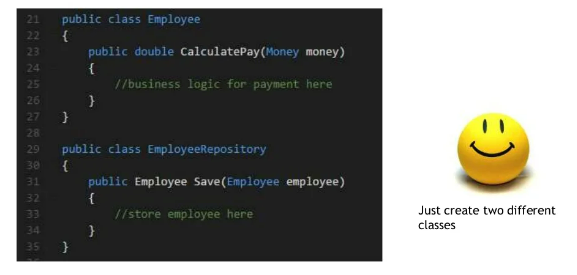 21 public class Employee
22 {
23 public double CalculatePay(Money money)
24 {
25 //business logic for payment here
26 }
27 }
28
29 public class EmployeeRepository
30 {
31 public Employee Save(Employee employee)
32 {
33 //store employee here
34 }
35 }
Just create two different
classes